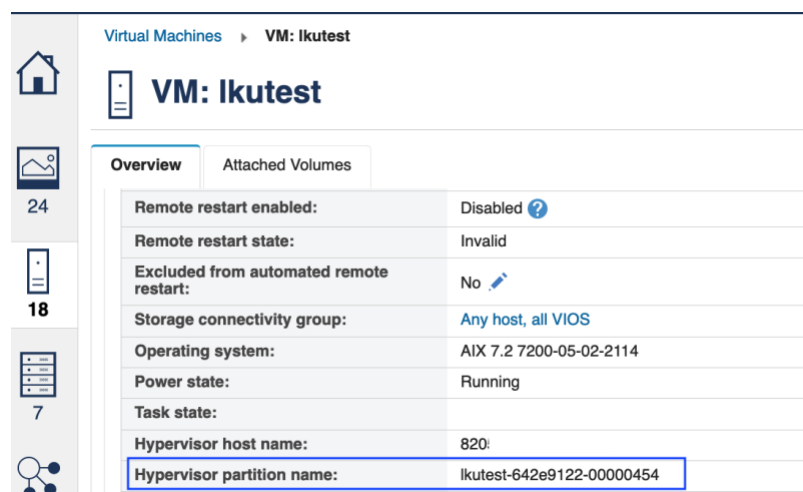 Virtual Machines ▸ VM: lkutest
VM: lkutest
Overview Attached Volumes
24
18
7
Remote restart enabled: Disabled ?
Remote restart state: Invalid
Excluded from automated remote
restart: No
Storage connectivity group: Any host, all VIOS
Operating system: AIX 7.2 7200-05-02-2114
Power state: Running
Task state:
Hypervisor host name: 820
Hypervisor partition name: lkutest-642e9122-00000454